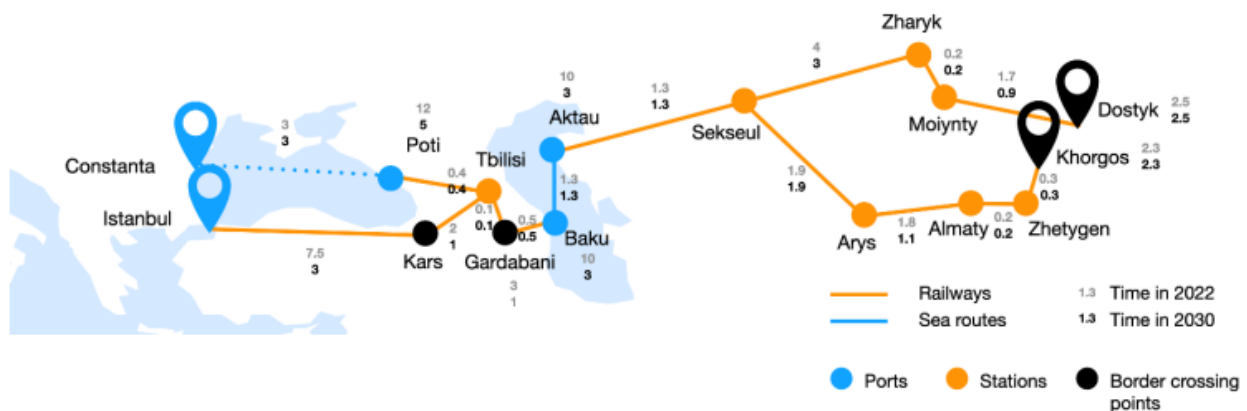 Zharyk
4
3
0.2
0.2
10
3
1.3
1.3
1.7
0.9
Dostyk
2.5
2.5
12
5
Aktau
Sekseul
Moiynty
3
3
Poti
Tbilisi
Khorgos
2.3
2.3
Constanta
0.4
0.4
1.3
1.3
1.9
1.9
0.3
0.3
Istanbul
0.1
0.1
0.5
0.5
2
1
Baku
Arys
1.8
1.1
Almaty
0.2
0.2
Zhetygen
7.5
3
Kars
Gardabani
10
3
3
1
Railways
1.3 Time in 2022
Sea routes
1.3 Time in 2030
Ports
Stations
Border crossing
points